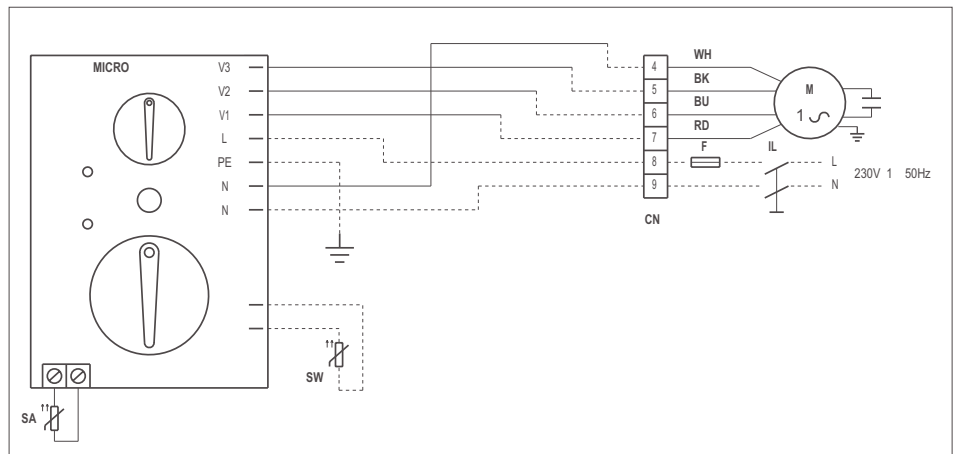 MICRO
V3
V2
V1
L
PE
N
N
4
5
6
7
8
9
CN
WH
BK
BU
RD
F
IL
M
1
L
N
230V 1 50Hz
SW
SA